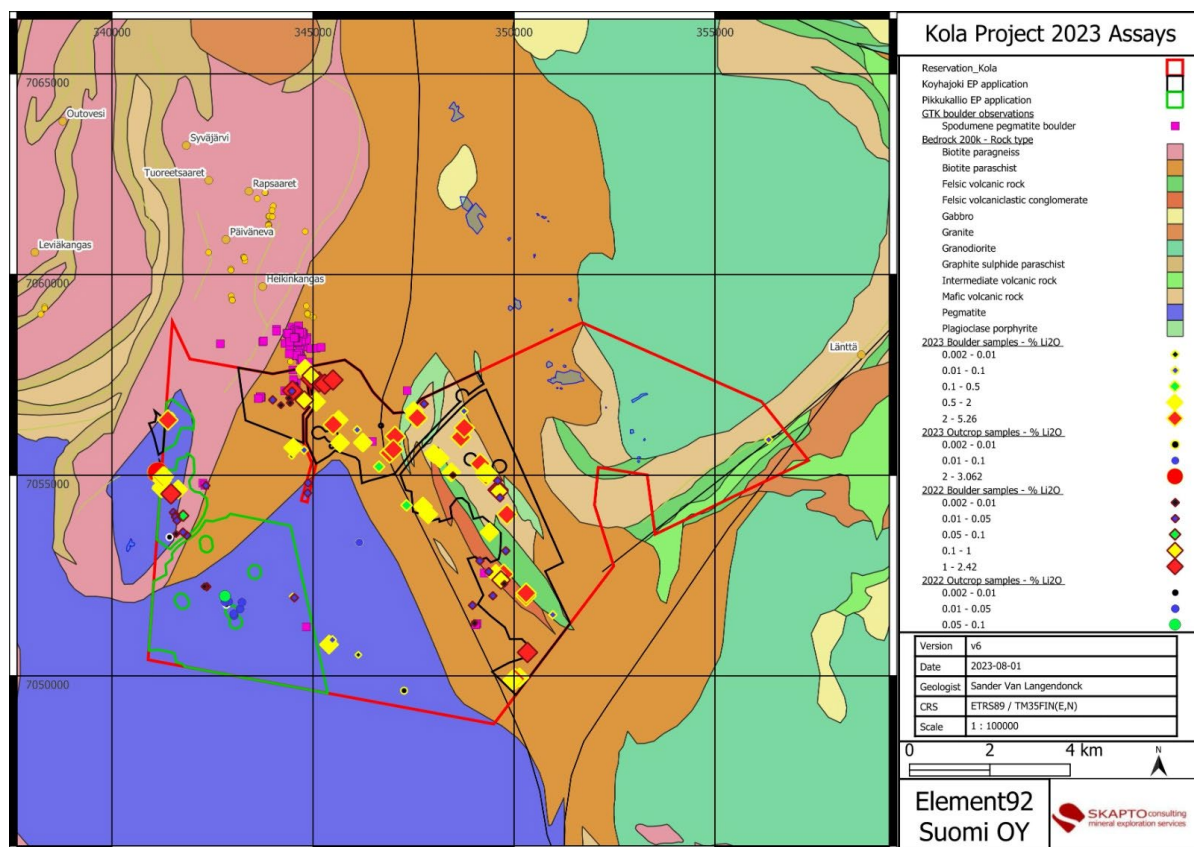 340000
345000
350000
355000
7065000
7060000
7055000
7050000
Outovesi
Syväjärvi
Tuoreetsaaret
Rapsaaret
Päiväneva
Leviäkangas
Heikinkangas
Länttä
Kola Project 2023 Assays
Reservation_Kola
Koyhajoki EP application
Pikkukallio EP application
GTK boulder observations
Spodumene pegmatite boulder
Bedrock 200k - Rock type
Biotite paragneiss
Biotite paraschist
Felsic volcanic rock
Felsic volcaniclastic conglomerate
Gabbro
Granite
Granodiorite
Graphite sulphide paraschist
Intermediate volcanic rock
Mafic volcanic rock
Pegmatite
Plagioclase porphyrite
2023 Boulder samples - % Li2O
0.002 - 0.01
0.01 - 0.1
0.1 - 0.5
0.5 - 2
2 - 5.26
2023 Outcrop samples - % Li2O
0.002 - 0.01
0.01 - 0.1
2 - 3.062
2022 Boulder samples - % Li2O
0.002 - 0.01
0.01 - 0.05
0.05 - 0.1
0.1 - 1
1 - 2.42
2022 Outcrop samples - % Li2O
0.002 - 0.01
0.01 - 0.05
0.05 - 0.1
Version v6
Date 2023-08-01
Geologist Sander Van Langendonck
CRS ETRS89 / TM35FIN(E,N)
Scale 1 : 100000
0 2 4 km
N
Element92
Suomi OY
SKAPTO consulting
mineral exploration services